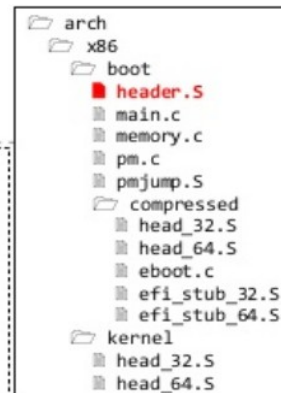 arch
x86
boot
header.S
main.c
memory.c
pm.c
pmjump.S
compressed
head_32.S
head_64.S
eboot.c
efi_stub_32.S
efi_stub_64.S
kernel
head_32.S
head_64.S